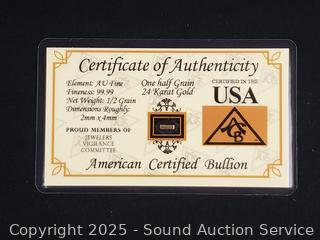 Certificate of Authenticity
Element: AU Fine
Fineness: 99.99
Net Weight: 1/2 Grain
Dimensions Roughly:
2mm x 4mm
PROUD MEMBERS OF
JEWELERS
VIGILANCE
COMMITTEE
One half Grain
24 Karat Gold
CERTIFIED IN THE
USA
ACB
American Certified Bullion
Copyright 2025 - Sound Auction Service